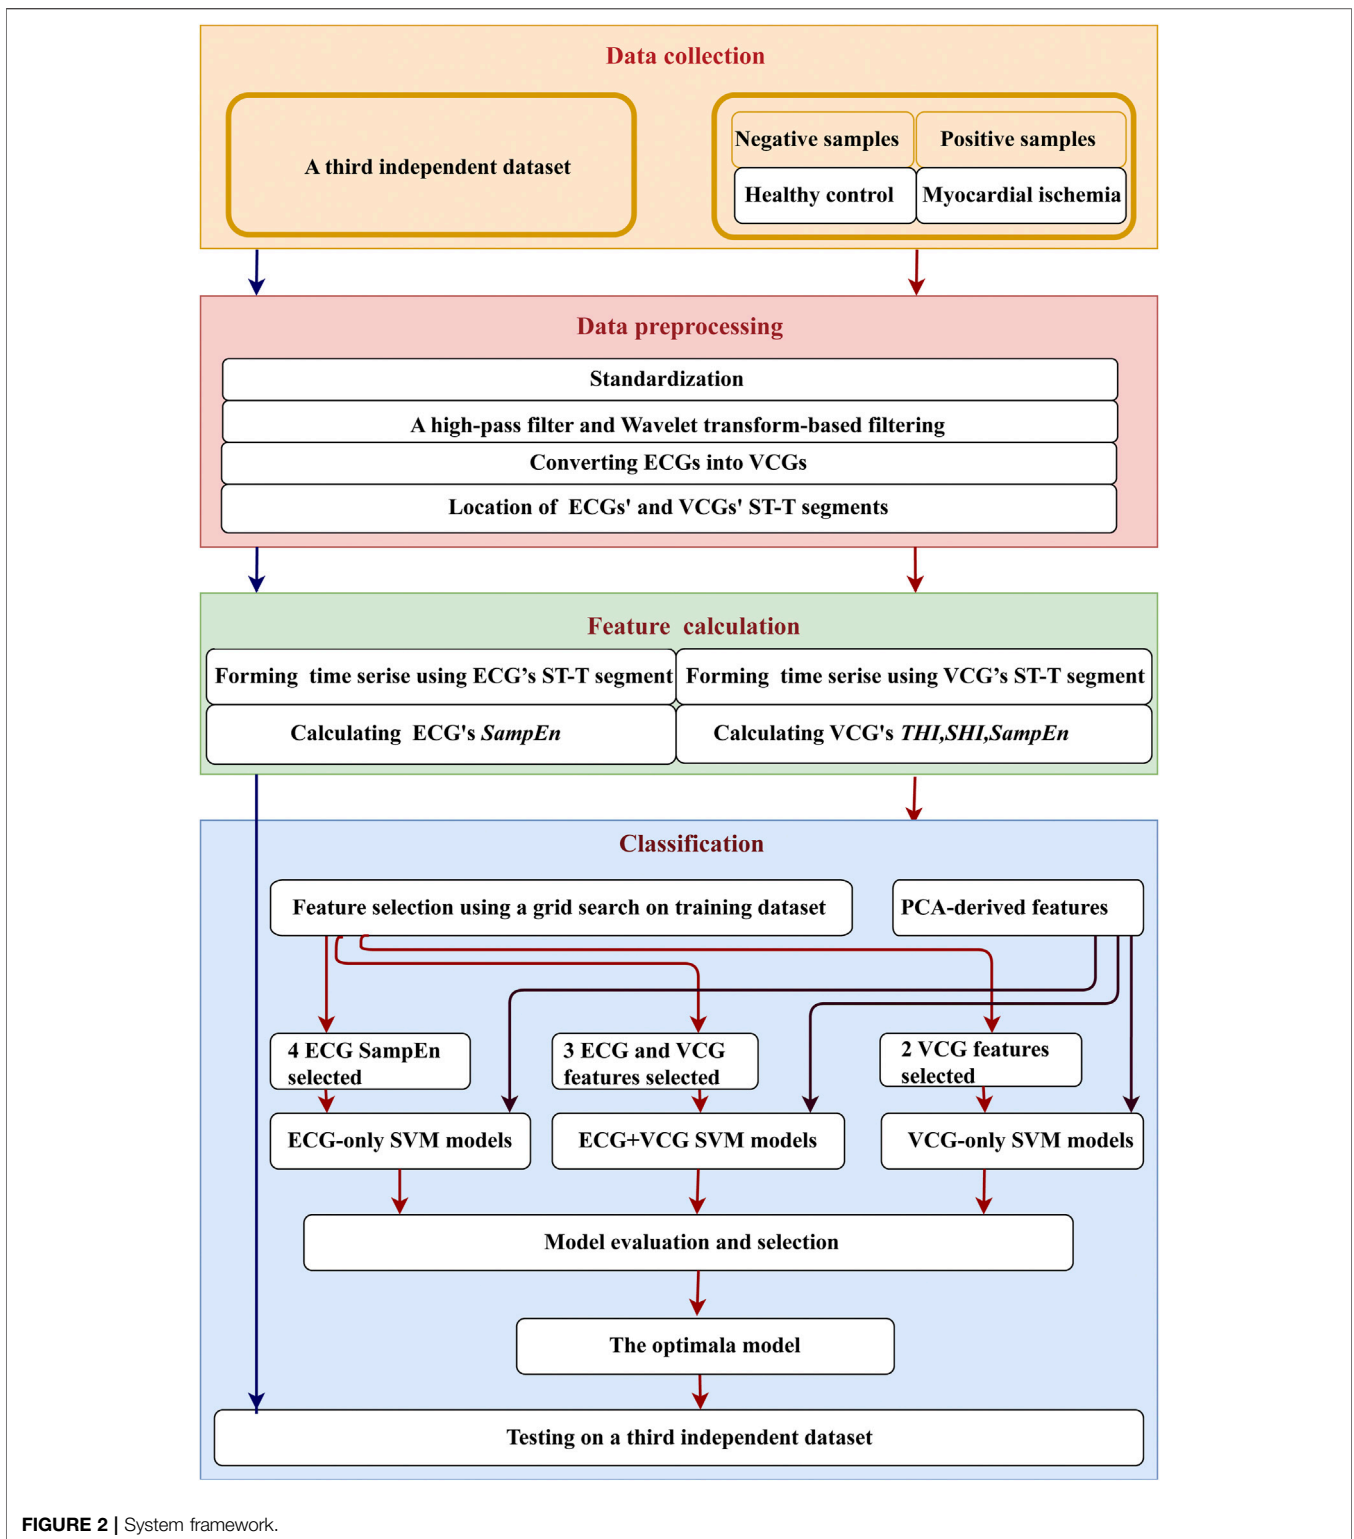 Data collection
A third independent dataset
Negative samples
Positive samples
Healthy control
Myocardial ischemia
Data preprocessing
Standardization
A high-pass filter and Wavelet transform-based filtering
Converting ECGs into VCGs
Location of ECGs' and VCGs' ST-T segments
Feature calculation
Forming time serise using ECG's ST-T segment
Forming time serise using VCG's ST-T segment
Calculating ECG's SampEn
Calculating VCG's THI,SHI,SampEn
Classification
Feature selection using a grid search on training dataset
PCA-derived features
4 ECG SampEn
selected
3 ECG and VCG
features selected
2 VCG features
selected
ECG-only SVM models
ECG+VCG SVM models
VCG-only SVM models
Model evaluation and selection
The optimala model
Testing on a third independent dataset
FIGURE 2 | System framework.